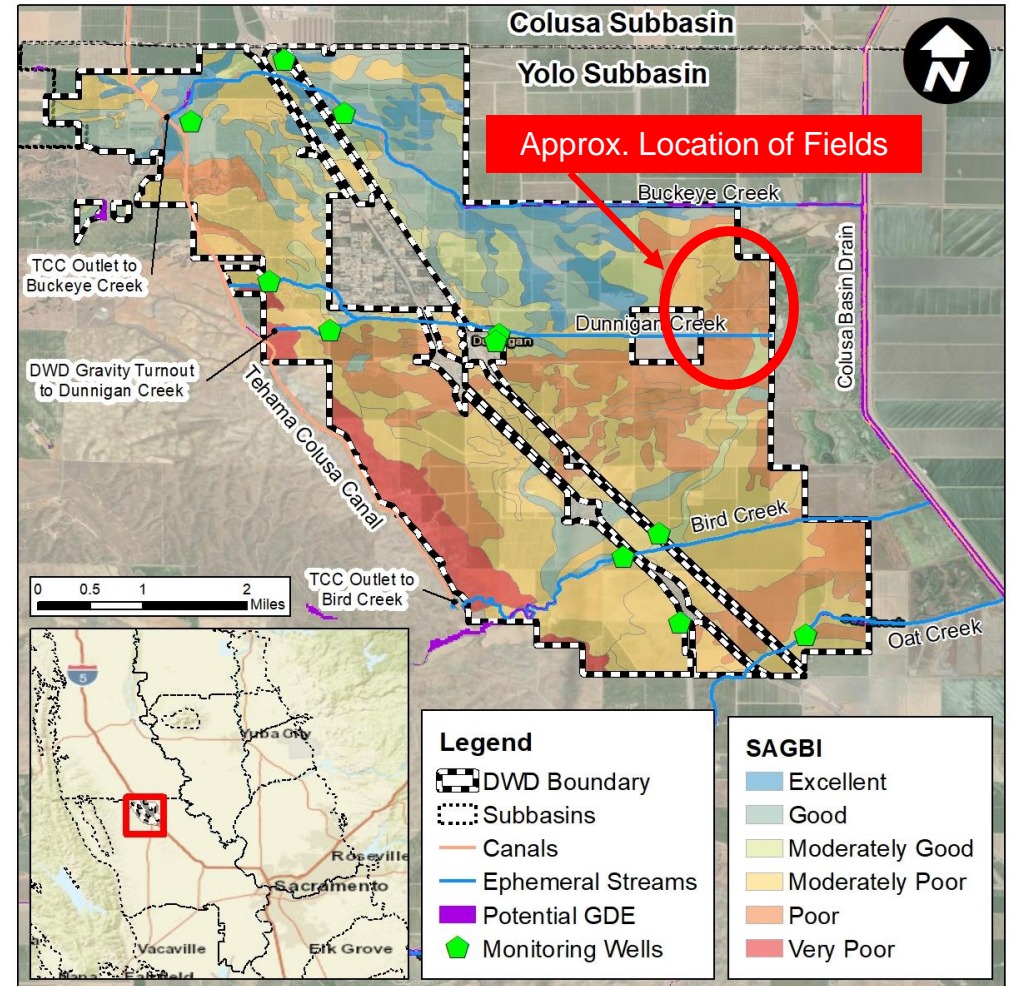 Colusa Subbasin
Yolo Subbasin
N
Approx. Location of Fields
Buckeye Creek
TCC Outlet to
Buckeye Creek
Dunnigan Creek
Colusa Basin Drain
DWD Gravity Turnout
to Dunnigan Creek
Tehama Colusa Canal
Bird Creek
TCC Outlet to
Bird Creek
Oat Creek
0 0.5 1 2
Miles
5
Yuba City
Roseville
Sacramento
Vacaville
Elk Grove
Napa
Fairfield
Legend
DWD Boundary
Subbasins
Canals
Ephemeral Streams
Potential GDE
Monitoring Wells
SAGBI
Excellent
Good
Moderately Good
Moderately Poor
Poor
Very Poor